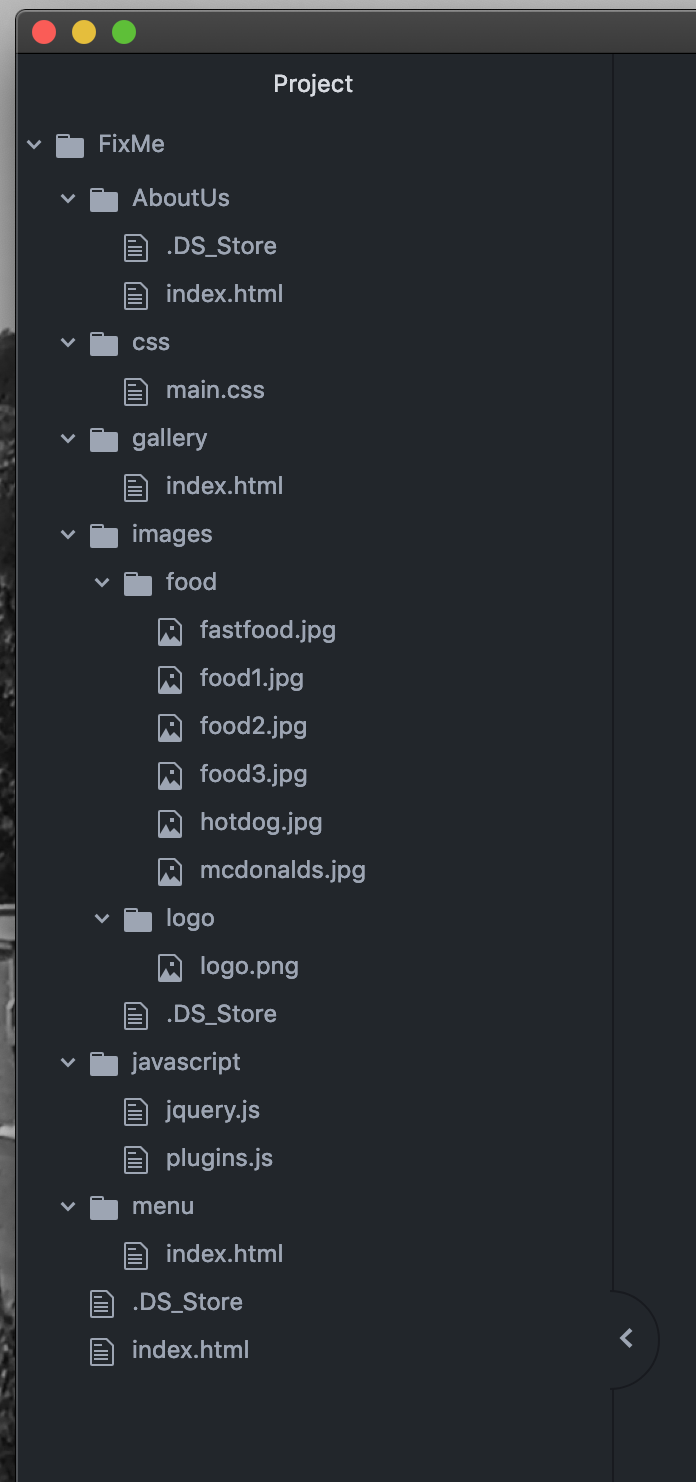 Project
FixMe
AboutUs
.DS_Store
index.html
css
main.css
gallery
index.html
images
food
fastfood.jpg
food1.jpg
food2.jpg
food3.jpg
hotdog.jpg
mcdonalds.jpg
logo
logo.png
.DS_Store
javascript
jquery.js
plugins.js
menu
index.html
.DS_Store
index.html